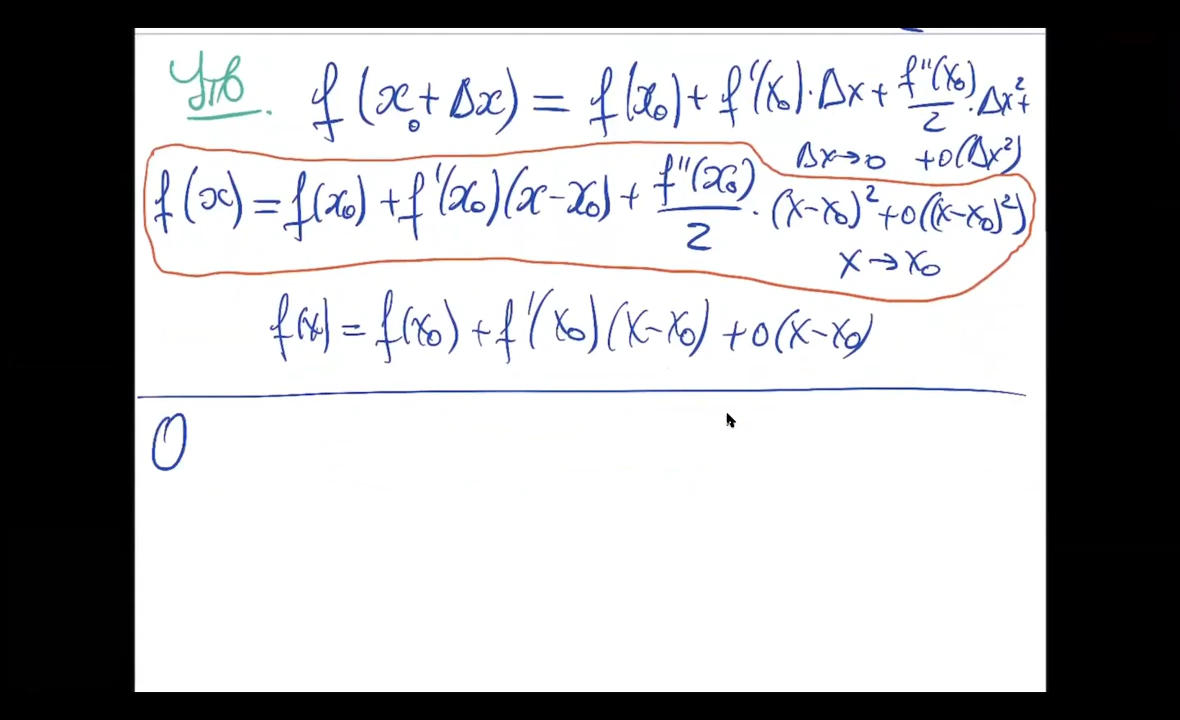 Утв. f(x₀+Δx) = f(x₀) + f'(x₀)·Δx + f''(x₀)/2 ·Δx² +
Δx→0 +o(Δx²)
f(x) = f(x₀) + f'(x₀)(x-x₀) + f''(x₀)/2 · (x-x₀)² + o((x-x₀)²)
x→x₀
f(x) = f(x₀) + f'(x₀)(x-x₀) + o(x-x₀)
O